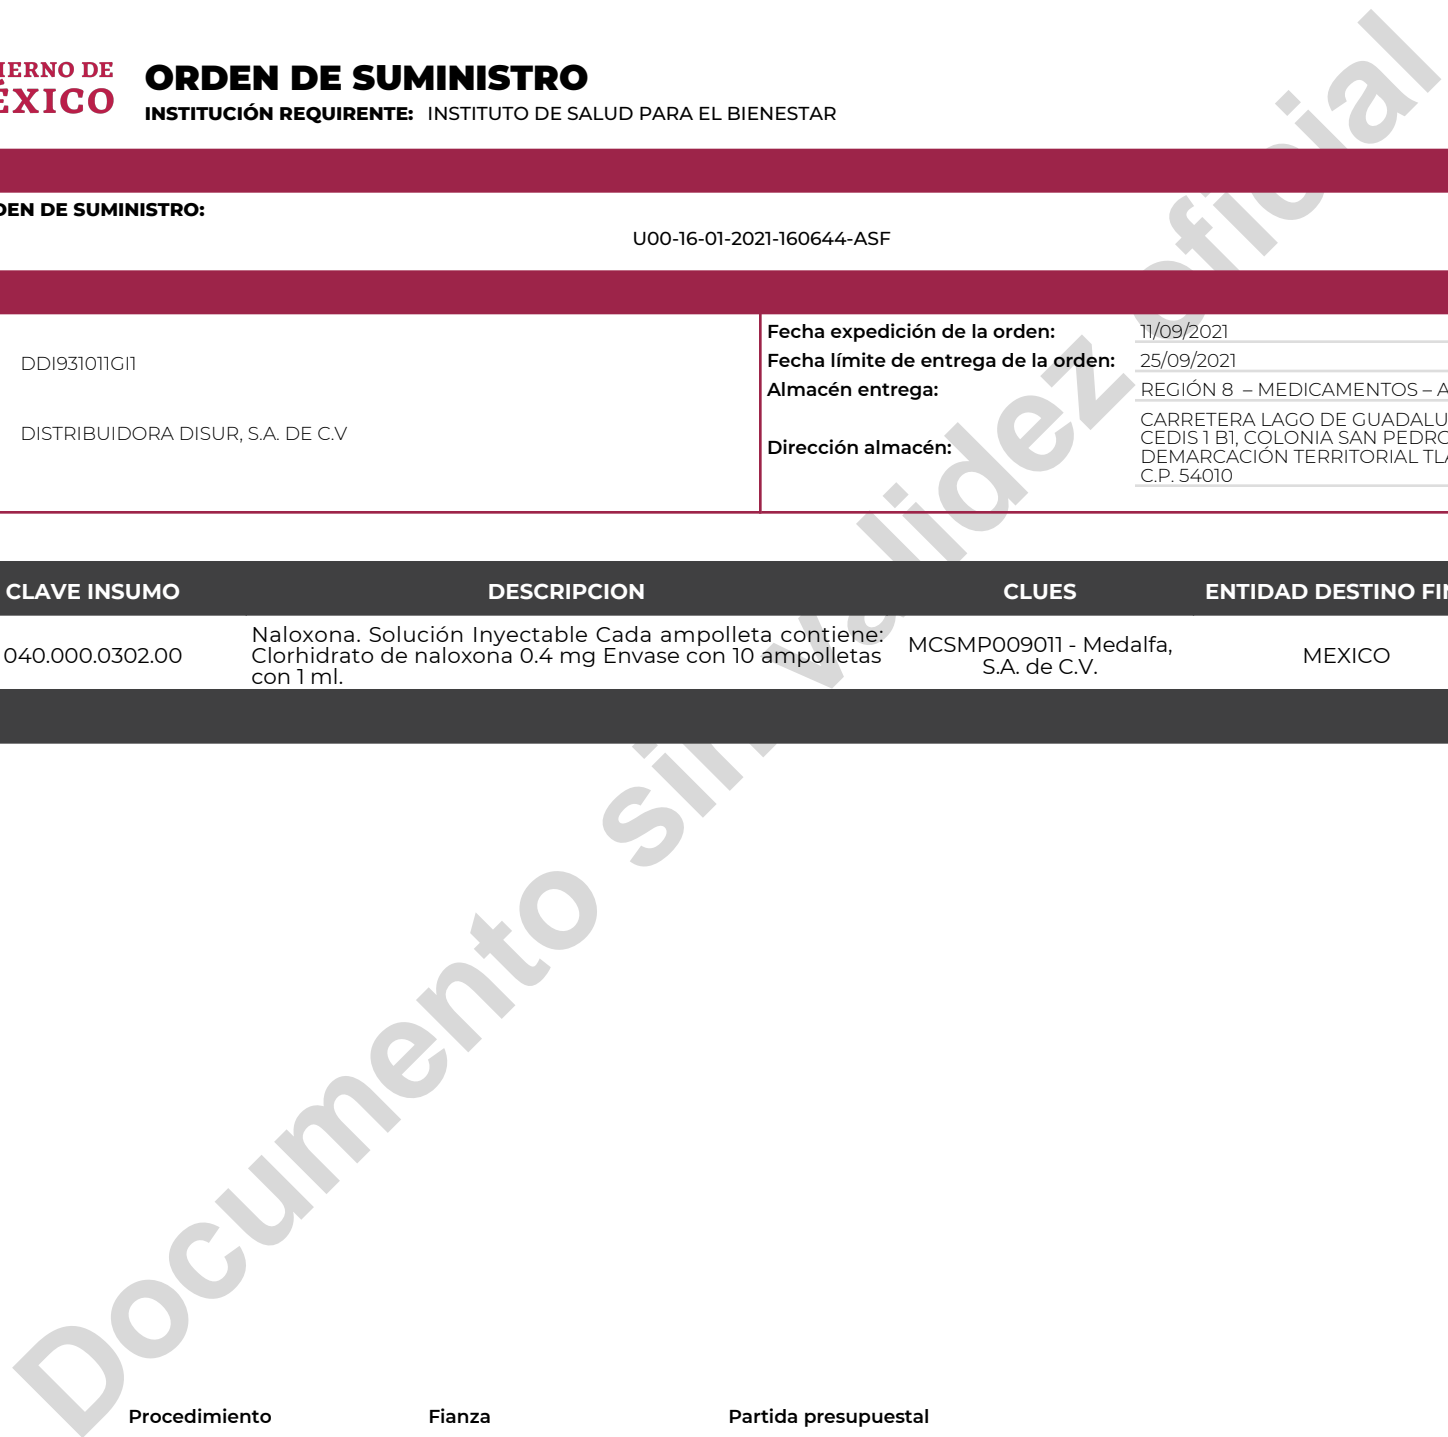 IERNO DE
ÉXICO
ORDEN DE SUMINISTRO
INSTITUCIÓN REQUIRENTE: INSTITUTO DE SALUD PARA EL BIENESTAR
DEN DE SUMINISTRO:
U00-16-01-2021-160644-ASF
DDI931011GI1
DISTRIBUIDORA DISUR, S.A. DE C.V
Fecha expedición de la orden: 11/09/2021
Fecha límite de entrega de la orden: 25/09/2021
Almacén entrega: REGIÓN 8 – MEDICAMENTOS – A
Dirección almacén: CARRETERA LAGO DE GUADALU
CEDIS 1 B1, COLONIA SAN PEDRO
DEMARCACIÓN TERRITORIAL TLA
C.P. 54010
CLAVE INSUMO DESCRIPCION CLUES ENTIDAD DESTINO FIN
040.000.0302.00
Naloxona. Solución Inyectable Cada ampolleta contiene:
Clorhidrato de naloxona 0.4 mg Envase con 10 ampolletas
con 1 ml.
MCSMP009011 - Medalfa,
S.A. de C.V.
MEXICO
Documento sin validez oficial
Procedimiento Fianza Partida presupuestal